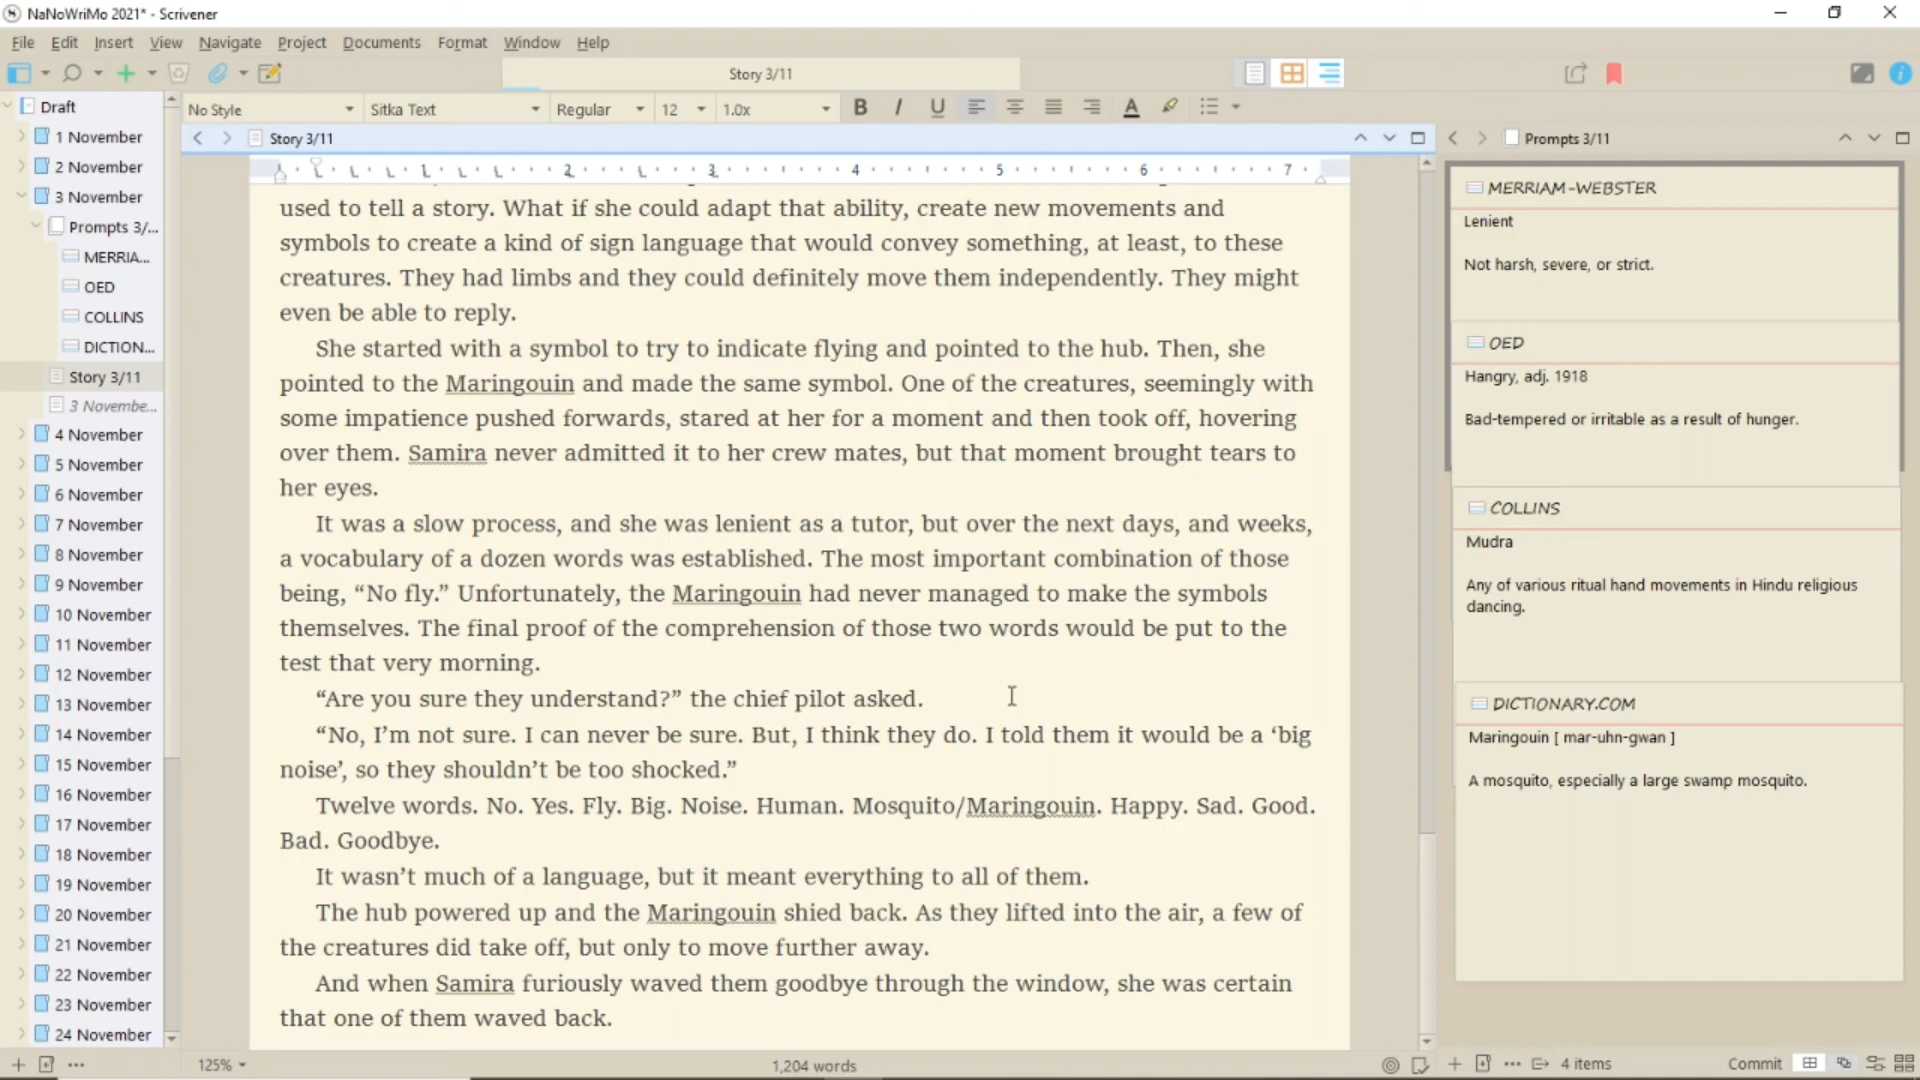 NaNoWriMo 2021* - Scrivener
File Edit Insert View Navigate Project Documents Format Window Help
Story 3/11
No Style Sitka Text Regular 12 1.0x B I U A
Draft
1 November
2 November
3 November
Prompts 3/...
MERRIA...
OED
COLLINS
DICTION...
Story 3/11
3 Novembe...
4 November
5 November
6 November
7 November
8 November
9 November
10 November
11 November
12 November
13 November
14 November
15 November
16 November
17 November
18 November
19 November
20 November
21 November
22 November
23 November
24 November
Story 3/11
1 2 3 4 5 6 7
used to tell a story. What if she could adapt that ability, create new movements and
symbols to create a kind of sign language that would convey something, at least, to these
creatures. They had limbs and they could definitely move them independently. They might
even be able to reply.
She started with a symbol to try to indicate flying and pointed to the hub. Then, she
pointed to the Maringouin and made the same symbol. One of the creatures, seemingly with
some impatience pushed forwards, stared at her for a moment and then took off, hovering
over them. Samira never admitted it to her crew mates, but that moment brought tears to
her eyes.
It was a slow process, and she was lenient as a tutor, but over the next days, and weeks,
a vocabulary of a dozen words was established. The most important combination of those
being, “No fly.” Unfortunately, the Maringouin had never managed to make the symbols
themselves. The final proof of the comprehension of those two words would be put to the
test that very morning.
“Are you sure they understand?” the chief pilot asked.
“No, I’m not sure. I can never be sure. But, I think they do. I told them it would be a ‘big
noise’, so they shouldn’t be too shocked.”
Twelve words. No. Yes. Fly. Big. Noise. Human. Mosquito/Maringouin. Happy. Sad. Good.
Bad. Goodbye.
It wasn’t much of a language, but it meant everything to all of them.
The hub powered up and the Maringouin shied back. As they lifted into the air, a few of
the creatures did take off, but only to move further away.
And when Samira furiously waved them goodbye through the window, she was certain
that one of them waved back.
125% 1,204 words
Prompts 3/11
MERRIAM-WEBSTER
Lenient
Not harsh, severe, or strict.
OED
Hangry, adj. 1918
Bad-tempered or irritable as a result of hunger.
COLLINS
Mudra
Any of various ritual hand movements in Hindu religious
dancing.
DICTIONARY.COM
Maringouin [ mar-uhn-gwan ]
A mosquito, especially a large swamp mosquito.
4 items Commit